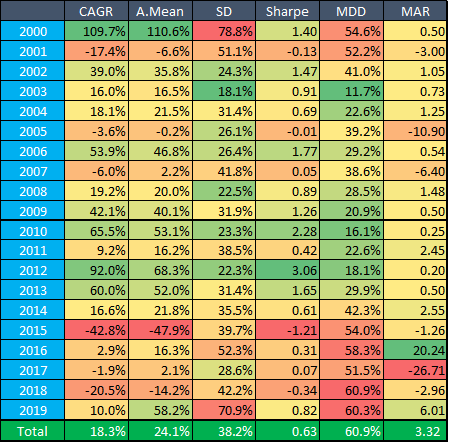 CAGR A.Mean SD Sharpe MDD MAR
2000 109.7% 110.6% 78.8% 1.40 54.6% 0.50
2001 -17.4% -6.6% 51.1% -0.13 52.2% -3.00
2002 39.0% 35.8% 24.3% 1.47 41.0% 1.05
2003 16.0% 16.5% 18.1% 0.91 11.7% 0.73
2004 18.1% 21.5% 31.4% 0.69 22.6% 1.25
2005 -3.6% -0.2% 26.1% -0.01 39.2% -10.90
2006 53.9% 46.8% 26.4% 1.77 29.2% 0.54
2007 -6.0% 2.2% 41.8% 0.05 38.6% -6.40
2008 19.2% 20.0% 22.5% 0.89 28.5% 1.48
2009 42.1% 40.1% 31.9% 1.26 20.9% 0.50
2010 65.5% 53.1% 23.3% 2.28 16.1% 0.25
2011 9.2% 16.2% 38.5% 0.42 22.6% 2.45
2012 92.0% 68.3% 22.3% 3.06 18.1% 0.20
2013 60.0% 52.0% 31.4% 1.65 29.9% 0.50
2014 16.6% 21.8% 35.5% 0.61 42.3% 2.55
2015 -42.8% -47.9% 39.7% -1.21 54.0% -1.26
2016 2.9% 16.3% 52.3% 0.31 58.3% 20.24
2017 -1.9% 2.1% 28.6% 0.07 51.5% -26.71
2018 -20.5% -14.2% 42.2% -0.34 60.9% -2.96
2019 10.0% 58.2% 70.9% 0.82 60.3% 6.01
Total 18.3% 24.1% 38.2% 0.63 60.9% 3.32